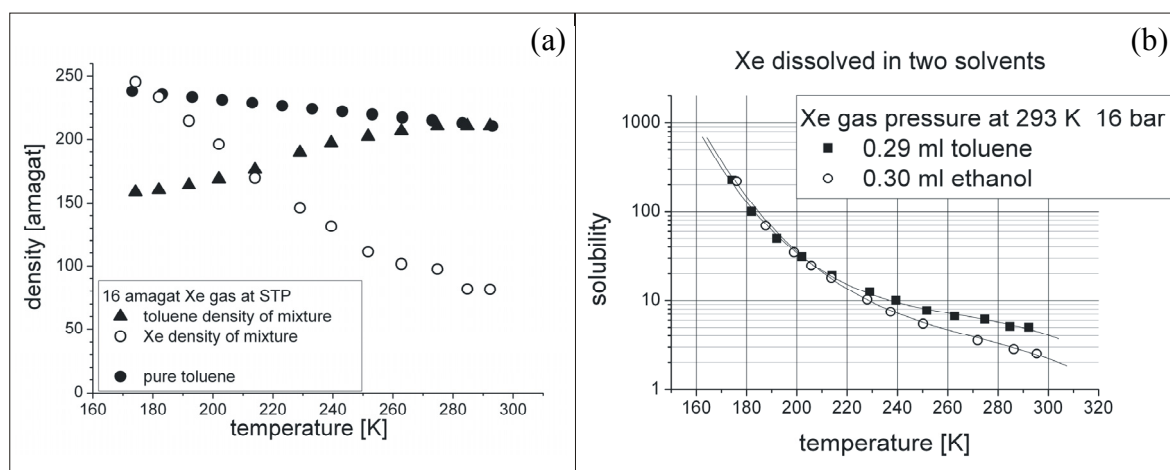 (a)
250
200
150
100
50
0
density [amagat]
16 amagat Xe gas at STP
toluene density of mixture
Xe density of mixture
pure toluene
160 180 200 220 240 260 280 300
temperature [K]
(b)
Xe dissolved in two solvents
Xe gas pressure at 293 K 16 bar
0.29 ml toluene
0.30 ml ethanol
1000
100
10
1
solubility
160 180 200 220 240 260 280 300 320
temperature [K]